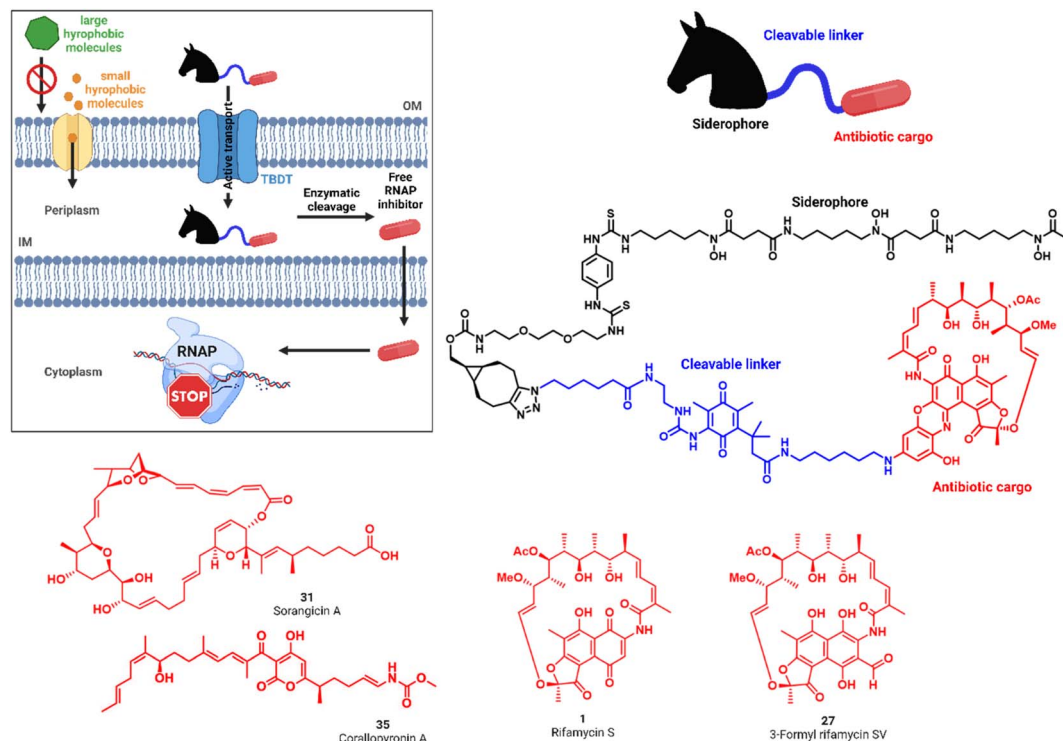 large
hyrophobic
molecules
small
hyrophobic
molecules
OM
Active transport
TBDT
Periplasm
Enzymatic
cleavage
Free
RNAP
inhibitor
IM
RNAP
STOP
Cytoplasm
Cleavable linker
Siderophore
Antibiotic cargo
Siderophore
Cleavable linker
Antibiotic cargo
31
Sorangicin A
35
Corallopyronin A
1
Rifamycin S
27
3-Formyl rifamycin SV